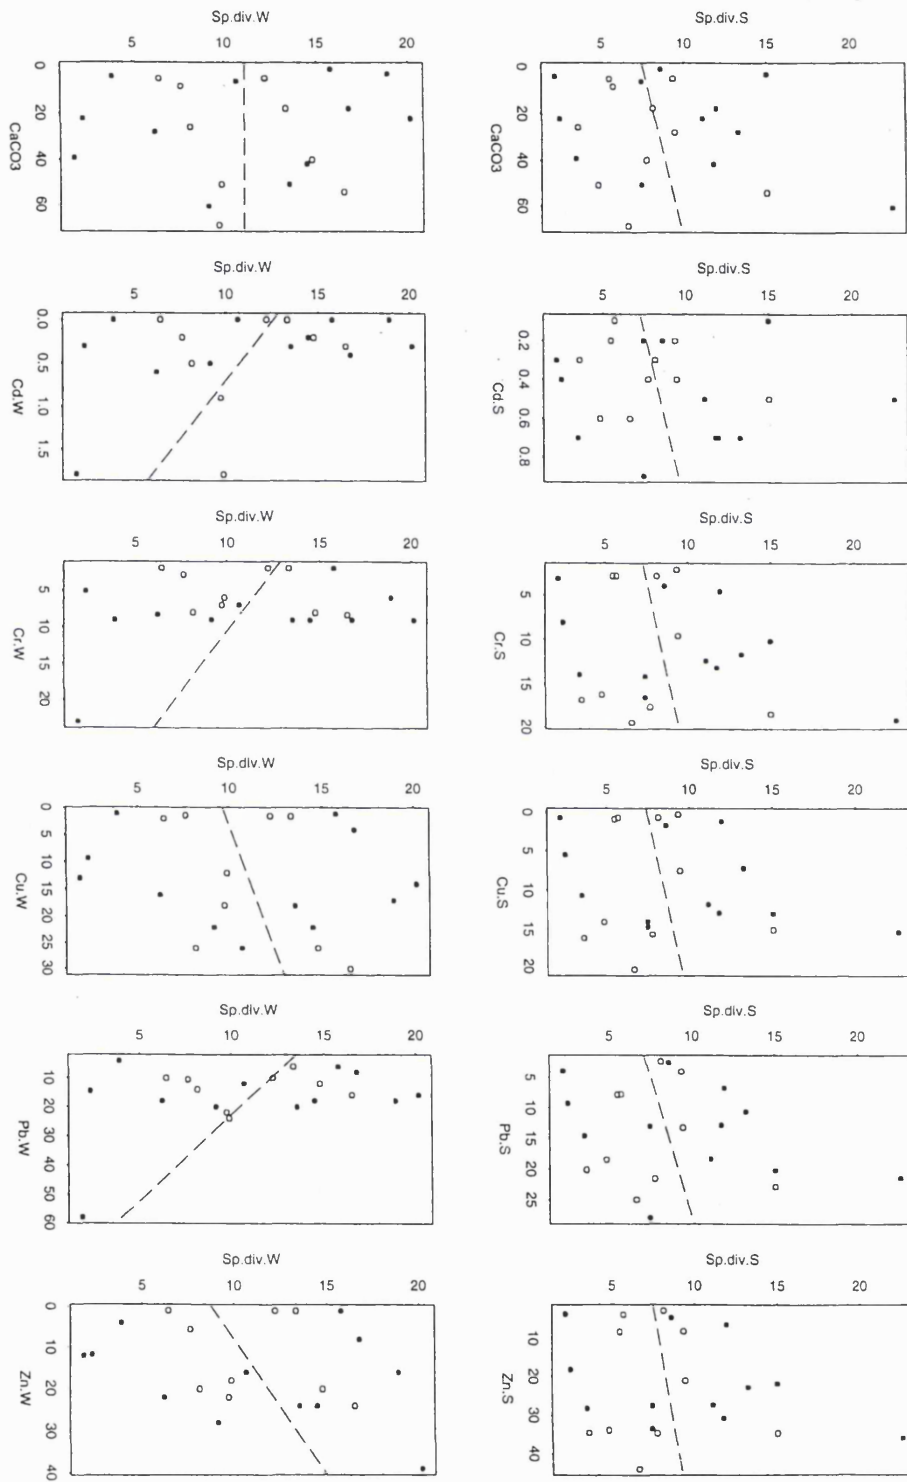 Sp.div.W
5 10 15 20
0 20 40 60
CaCO3
Sp.div.S
5 10 15 20
0 20 40 60
CaCO3
Sp.div.W
5 10 15 20
0.0 0.5 1.0 1.5
Cd.W
Sp.div.S
5 10 15 20
0.2 0.4 0.6 0.8
Cd.S
Sp.div.W
5 10 15 20
5 10 15 20
Cr.W
Sp.div.S
5 10 15 20
5 10 15 20
Cr.S
Sp.div.W
5 10 15 20
0 5 10 15 20 25 30
Cu.W
Sp.div.S
5 10 15 20
0 5 10 15 20
Cu.S
Sp.div.W
5 10 15 20
10 20 30 40 50 60
Pb.W
Sp.div.S
5 10 15 20
5 10 15 20 25
Pb.S
Sp.div.W
5 10 15 20
0 10 20 30 40
Zn.W
Sp.div.S
5 10 15 20
10 20 30 40
Zn.S